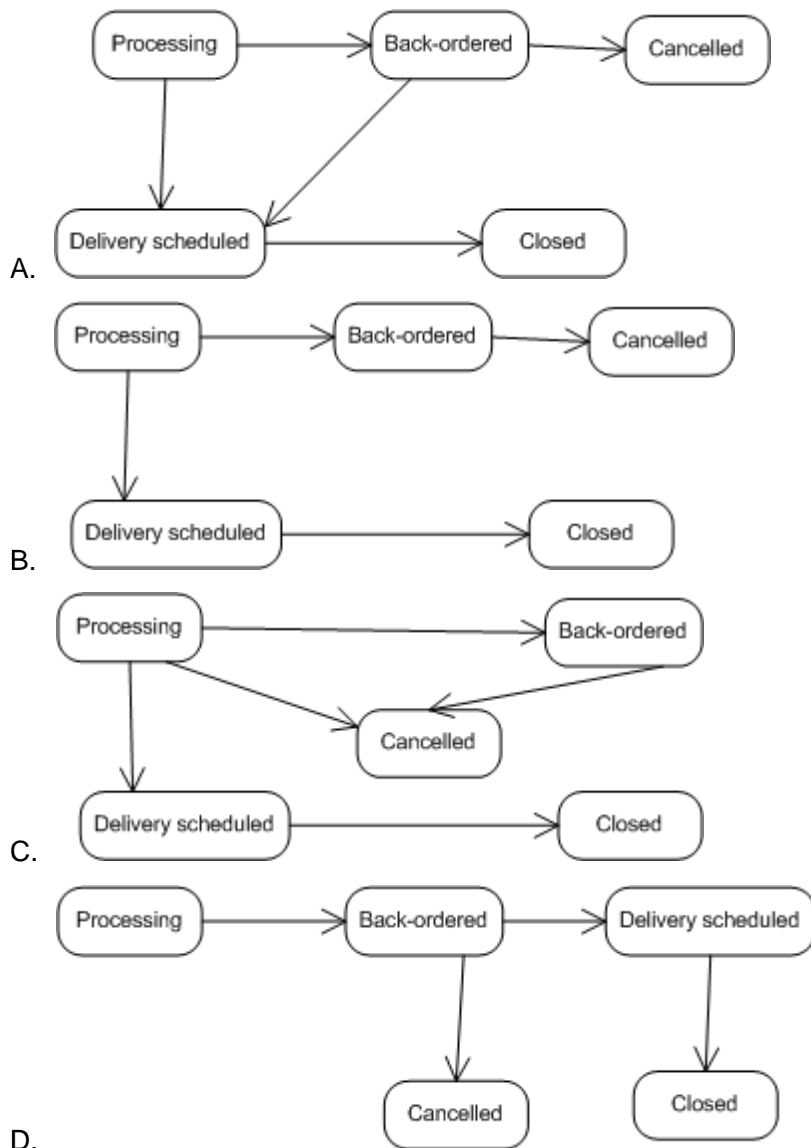 Processing Back-ordered Cancelled
Delivery scheduled Closed
A.
Processing Back-ordered Cancelled
Delivery scheduled Closed
B.
Processing Back-ordered
Cancelled
Delivery scheduled Closed
C.
Processing Back-ordered Delivery scheduled
Cancelled Closed
D.